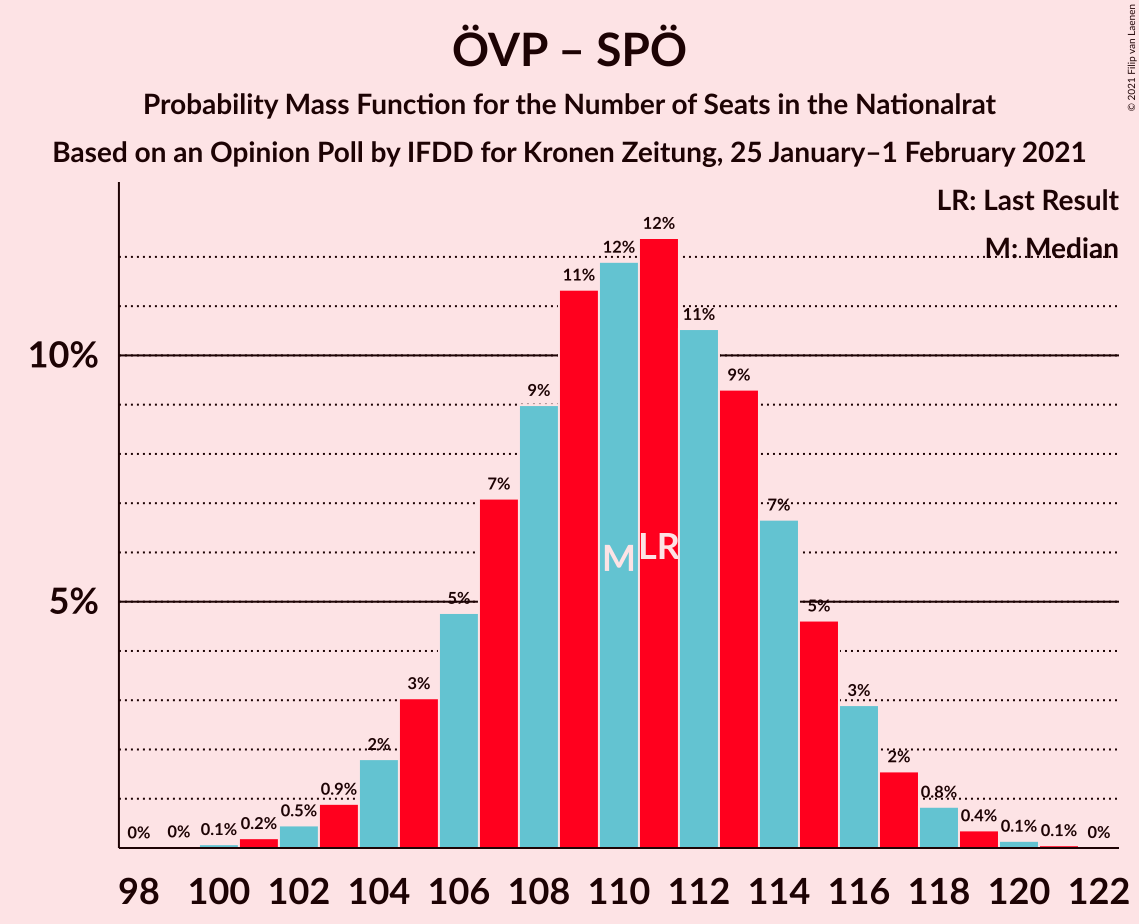 ÖVP – SPÖ
Probability Mass Function for the Number of Seats in the Nationalrat
Based on an Opinion Poll by IFDD for Kronen Zeitung, 25 January–1 February 2021
© 2021 Filip van Laenen
LR: Last Result
M: Median
10%
5%
0% 0% 0.1% 0.2% 0.5% 0.9% 2% 3% 5% 7% 9% 11% 12% 12% 11% 9% 7% 5% 3% 2% 0.8% 0.4% 0.1% 0.1% 0%
M LR
98 100 102 104 106 108 110 112 114 116 118 120 122